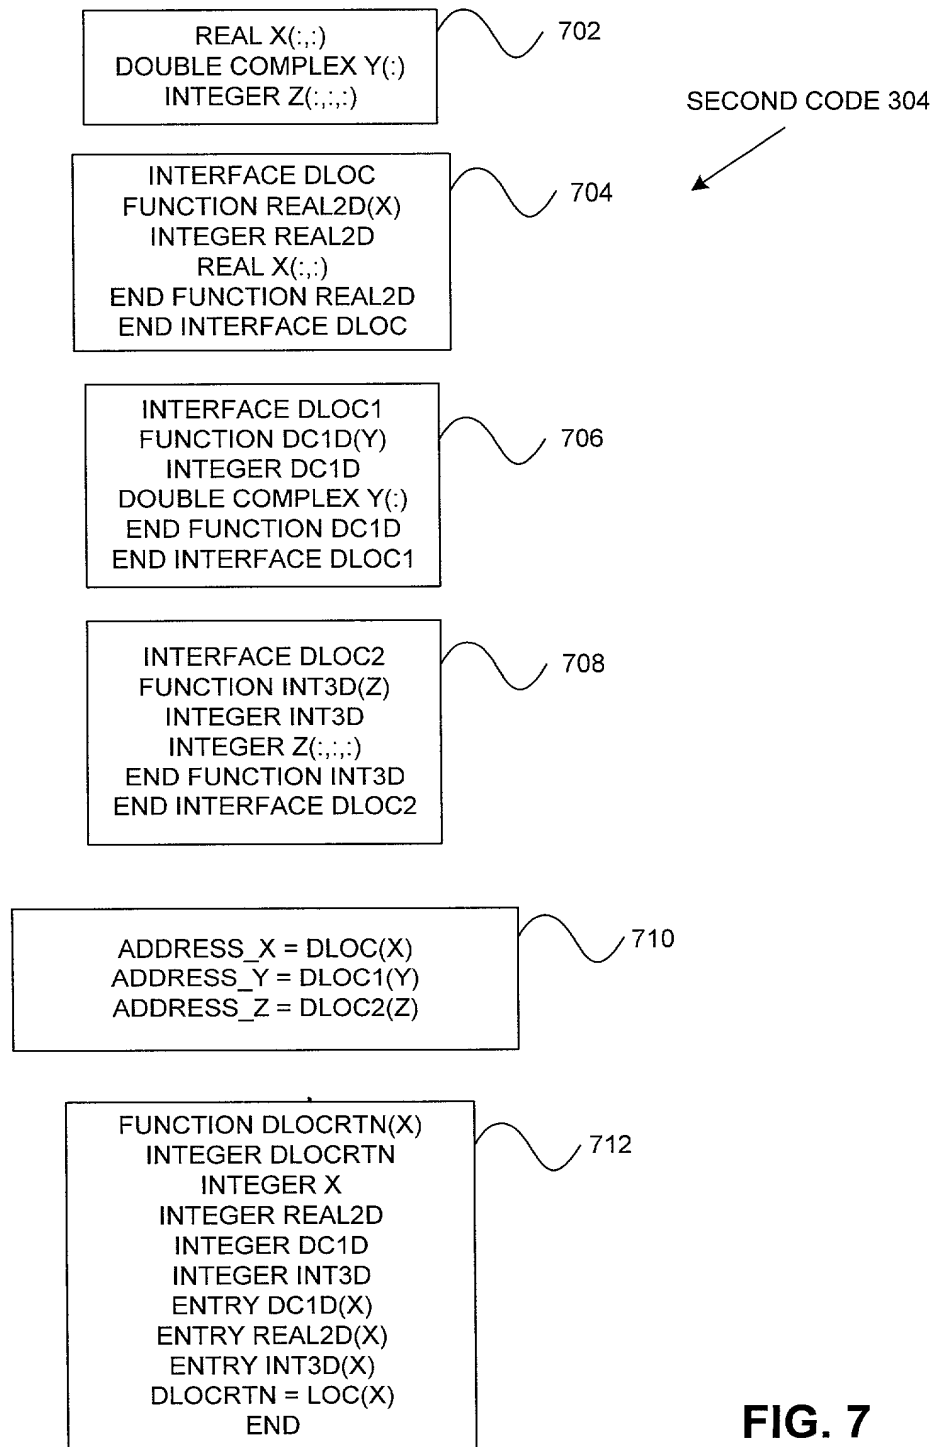 REAL X(:,:)
DOUBLE COMPLEX Y(:)
INTEGER Z(:,:,:)
702
SECOND CODE 304
INTERFACE DLOC
FUNCTION REAL2D(X)
INTEGER REAL2D
REAL X(:,:)
END FUNCTION REAL2D
END INTERFACE DLOC
704
INTERFACE DLOC1
FUNCTION DC1D(Y)
INTEGER DC1D
DOUBLE COMPLEX Y(:)
END FUNCTION DC1D
END INTERFACE DLOC1
706
INTERFACE DLOC2
FUNCTION INT3D(Z)
INTEGER INT3D
INTEGER Z(:,:,:)
END FUNCTION INT3D
END INTERFACE DLOC2
708
ADDRESS_X = DLOC(X)
ADDRESS_Y = DLOC1(Y)
ADDRESS_Z = DLOC2(Z)
710
FUNCTION DLOCRTN(X)
INTEGER DLOCRTN
INTEGER X
INTEGER REAL2D
INTEGER DC1D
INTEGER INT3D
ENTRY DC1D(X)
ENTRY REAL2D(X)
ENTRY INT3D(X)
DLOCRTN = LOC(X)
END
712
FIG. 7